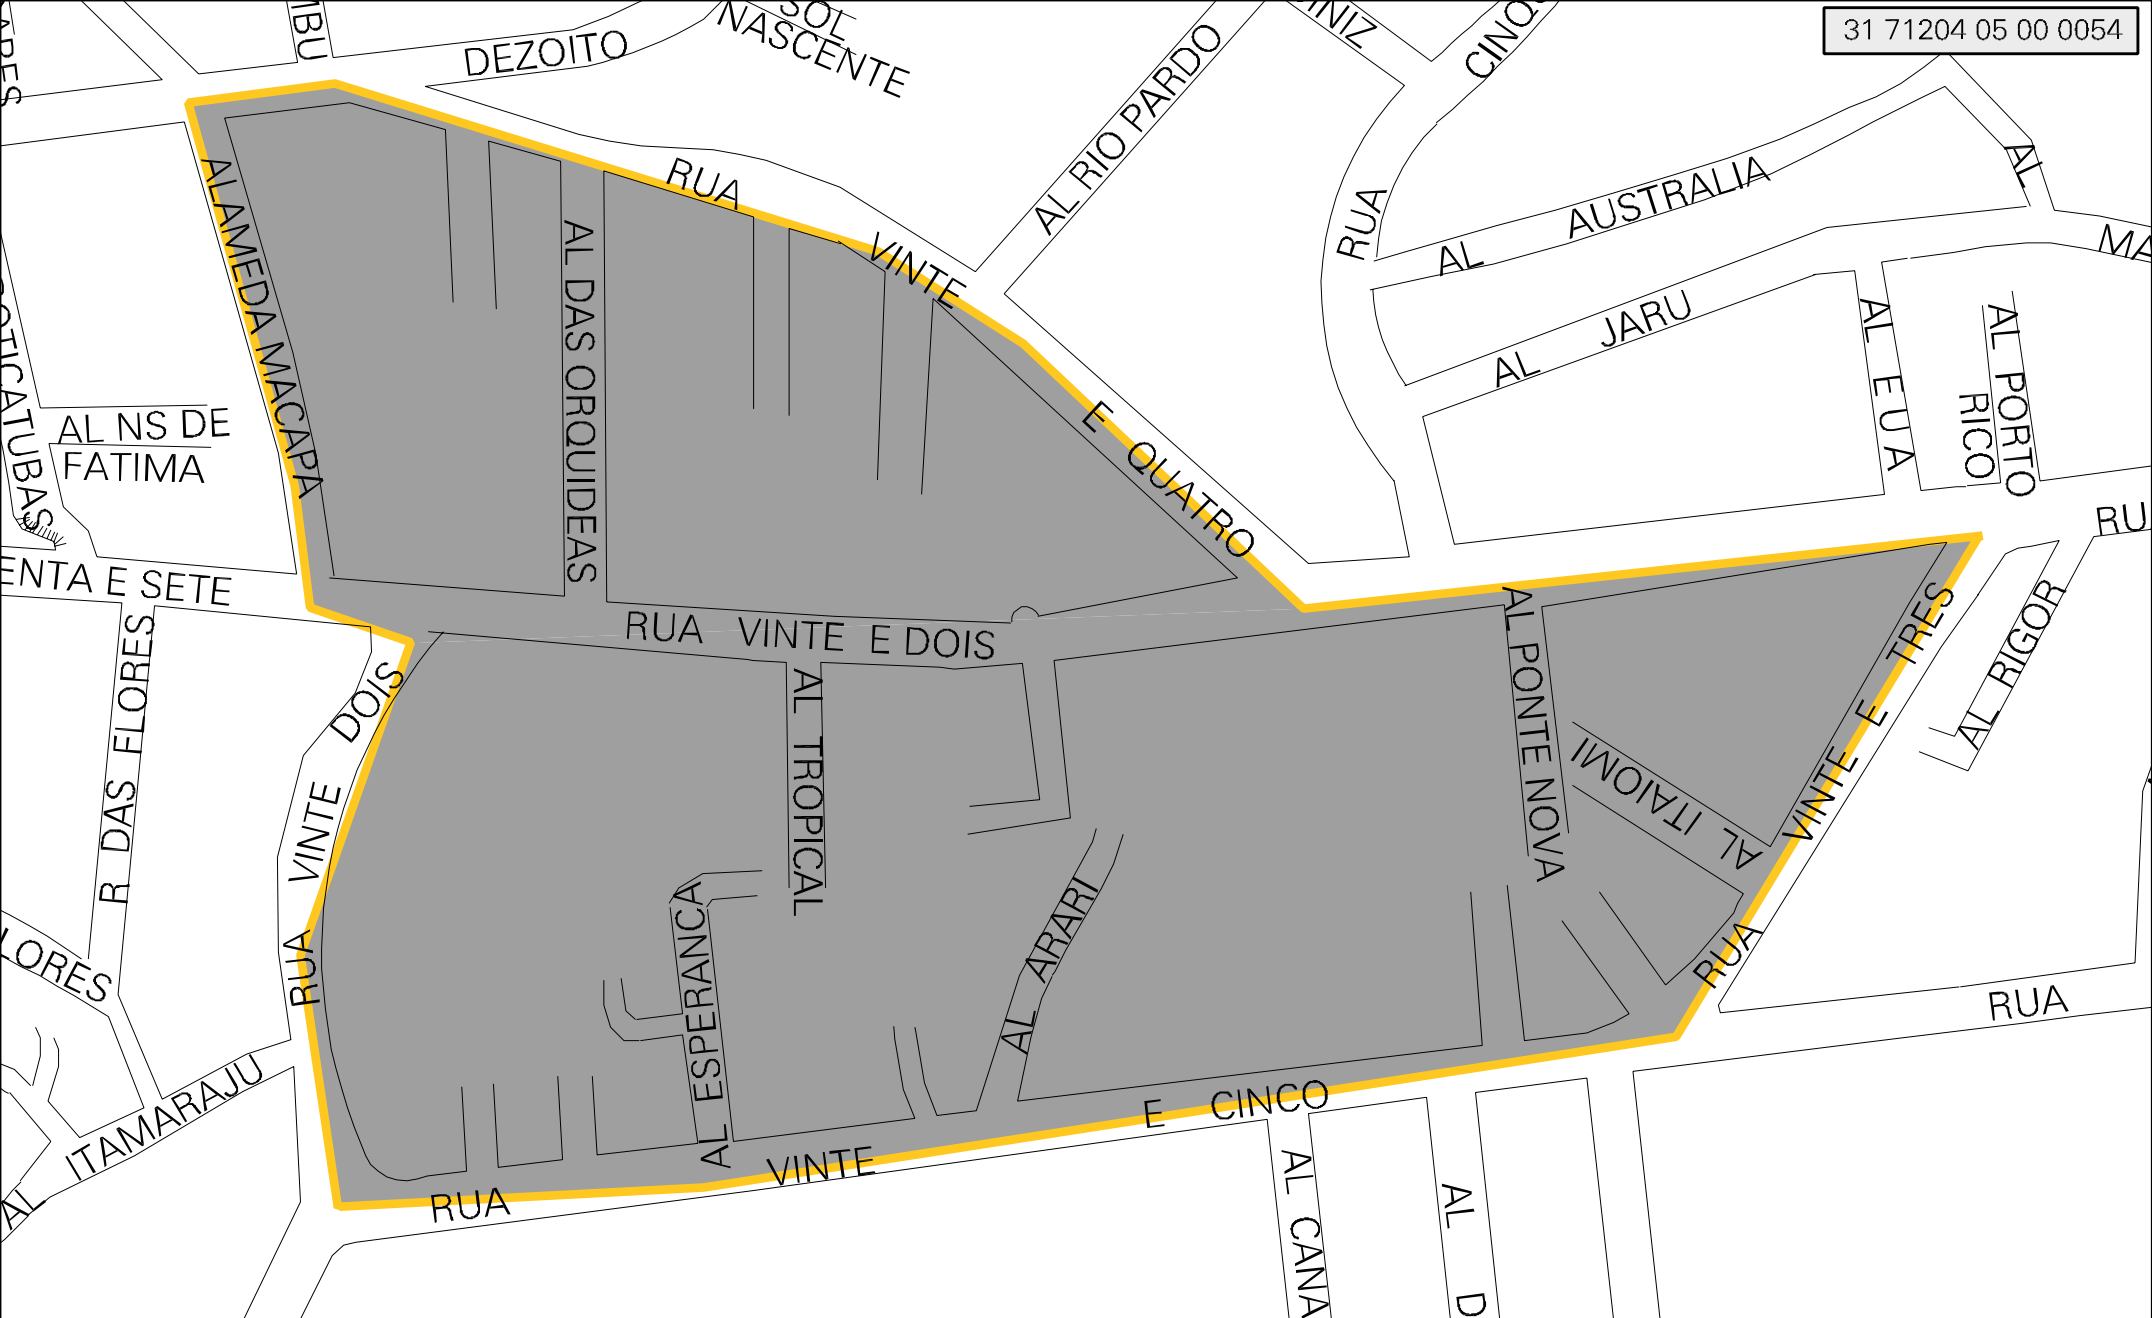 31 71204 05 00 0054
DEZOITO
SOL
NASCENTE
AL RIO PARDO
RUA
AL AUSTRALIA
AL
AL JARU
AL E U A
AL PORTO
RICO
ALAMEDA MACAPA
AL DAS ORQUIDEAS
RUA VINTE E QUATRO
AL NS DE
FATIMA
E SETE
R DAS FLORES
RUA VINTE DOIS
RUA VINTE E DOIS
AL TROPICAL
AL PONTE NOVA
AL ITAIOMI
RUA VINTE E TRES
AL RIGOR
AL ESPERANCA
AL ARARI
AL ITAMARAJU
RUA VINTE E CINCO
RUA
AL CANA
AL D